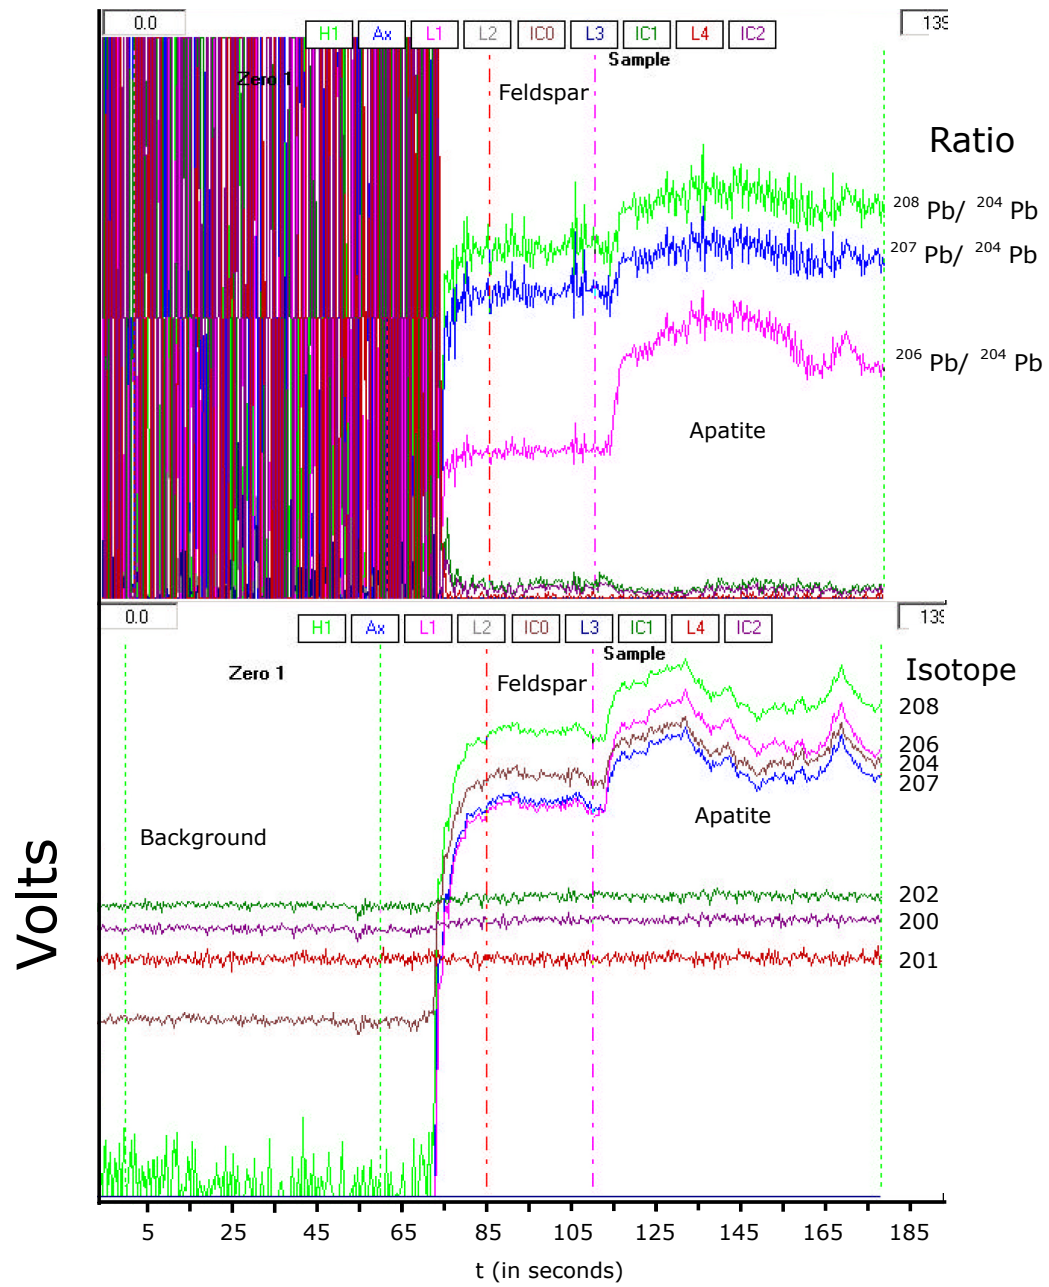 0.0
H1 Ax L1 L2 IC0 L3 IC1 L4 IC2
139
Sample
Zero 1
Feldspar
Ratio
208 Pb/ 204 Pb
207 Pb/ 204 Pb
206 Pb/ 204 Pb
Apatite
0.0
H1 Ax L1 L2 IC0 L3 IC1 L4 IC2
139
Sample
Zero 1
Feldspar
Isotope
208
206
204
207
Apatite
Background
202
200
201
Volts
5 25 45 65 85 105 125 145 165 185
t (in seconds)